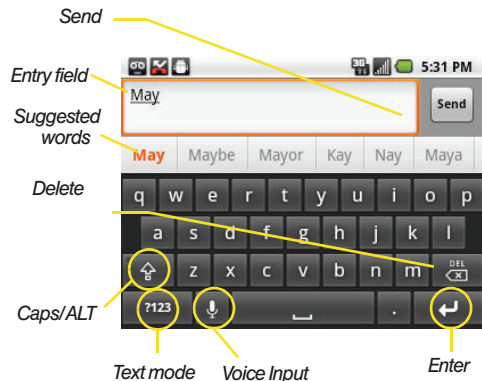 Send
3G 5:31 PM
Entry field
May
Send
Suggested words
May Maybe Mayor Kay Nay Maya
Delete
q w e r t y u i o p
a s d f g h j k l
z x c v b n m DEL
Caps/ALT
?123 .
Text mode Voice Input Enter